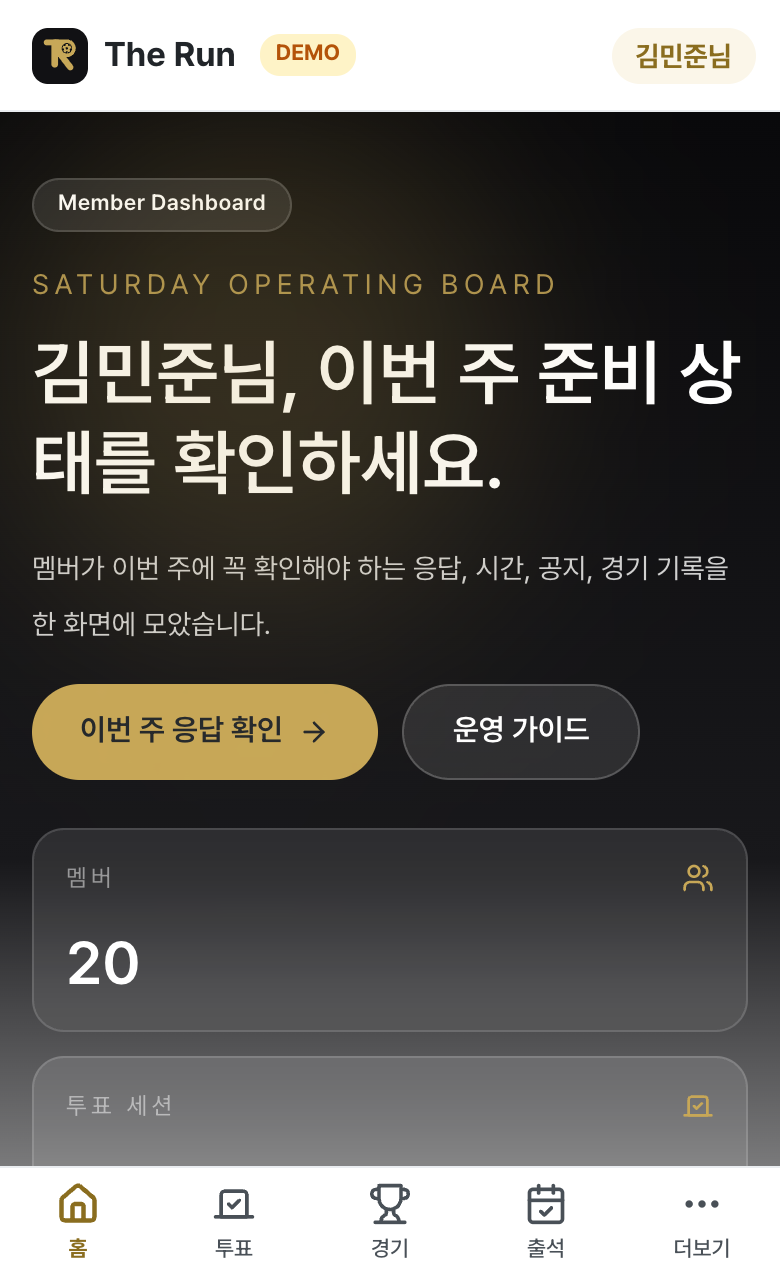 The Run DEMO 김민준님
Member Dashboard
SATURDAY OPERATING BOARD
김민준님, 이번 주 준비 상
태를 확인하세요.
멤버가 이번 주에 꼭 확인해야 하는 응답, 시간, 공지, 경기 기록을
한 화면에 모았습니다.
이번 주 응답 확인 → 운영 가이드
멤버
20
투표 세션
홈 투표 경기 출석 더보기